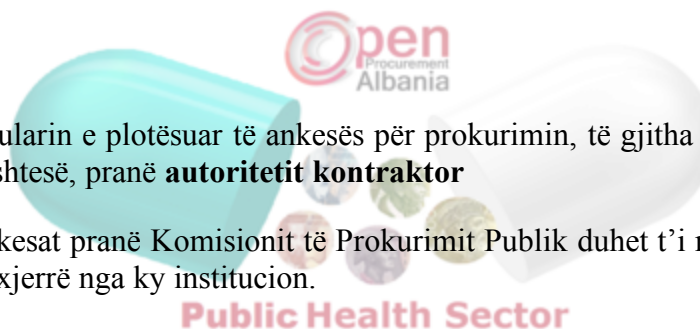 Open
Procurement
Albania
ularin e plotësuar të ankesës për prokurimin, të gjitha
shtesë, pranë autoritetit kontraktor
kesat pranë Komisionit të Prokurimit Publik duhet t’i
xjerrë nga ky institucion.
Public Health Sector